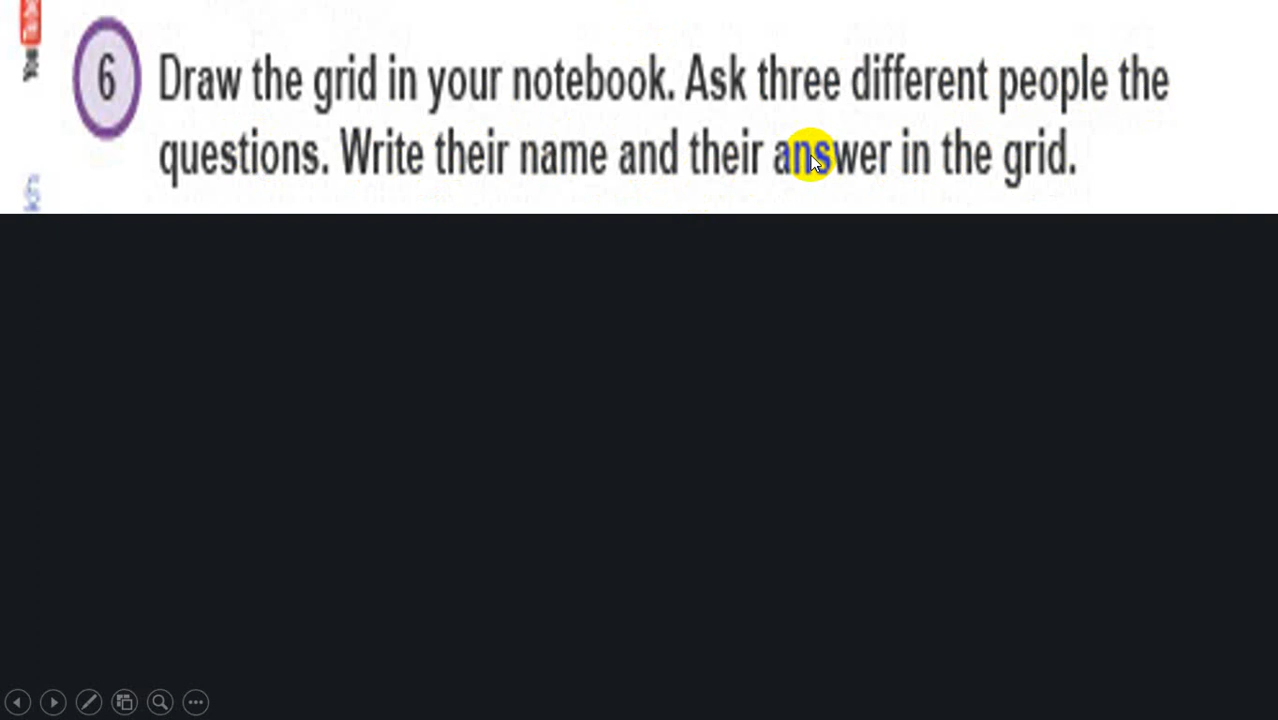 6 Draw the grid in your notebook. Ask three different people the
questions. Write their name and their answer in the grid.